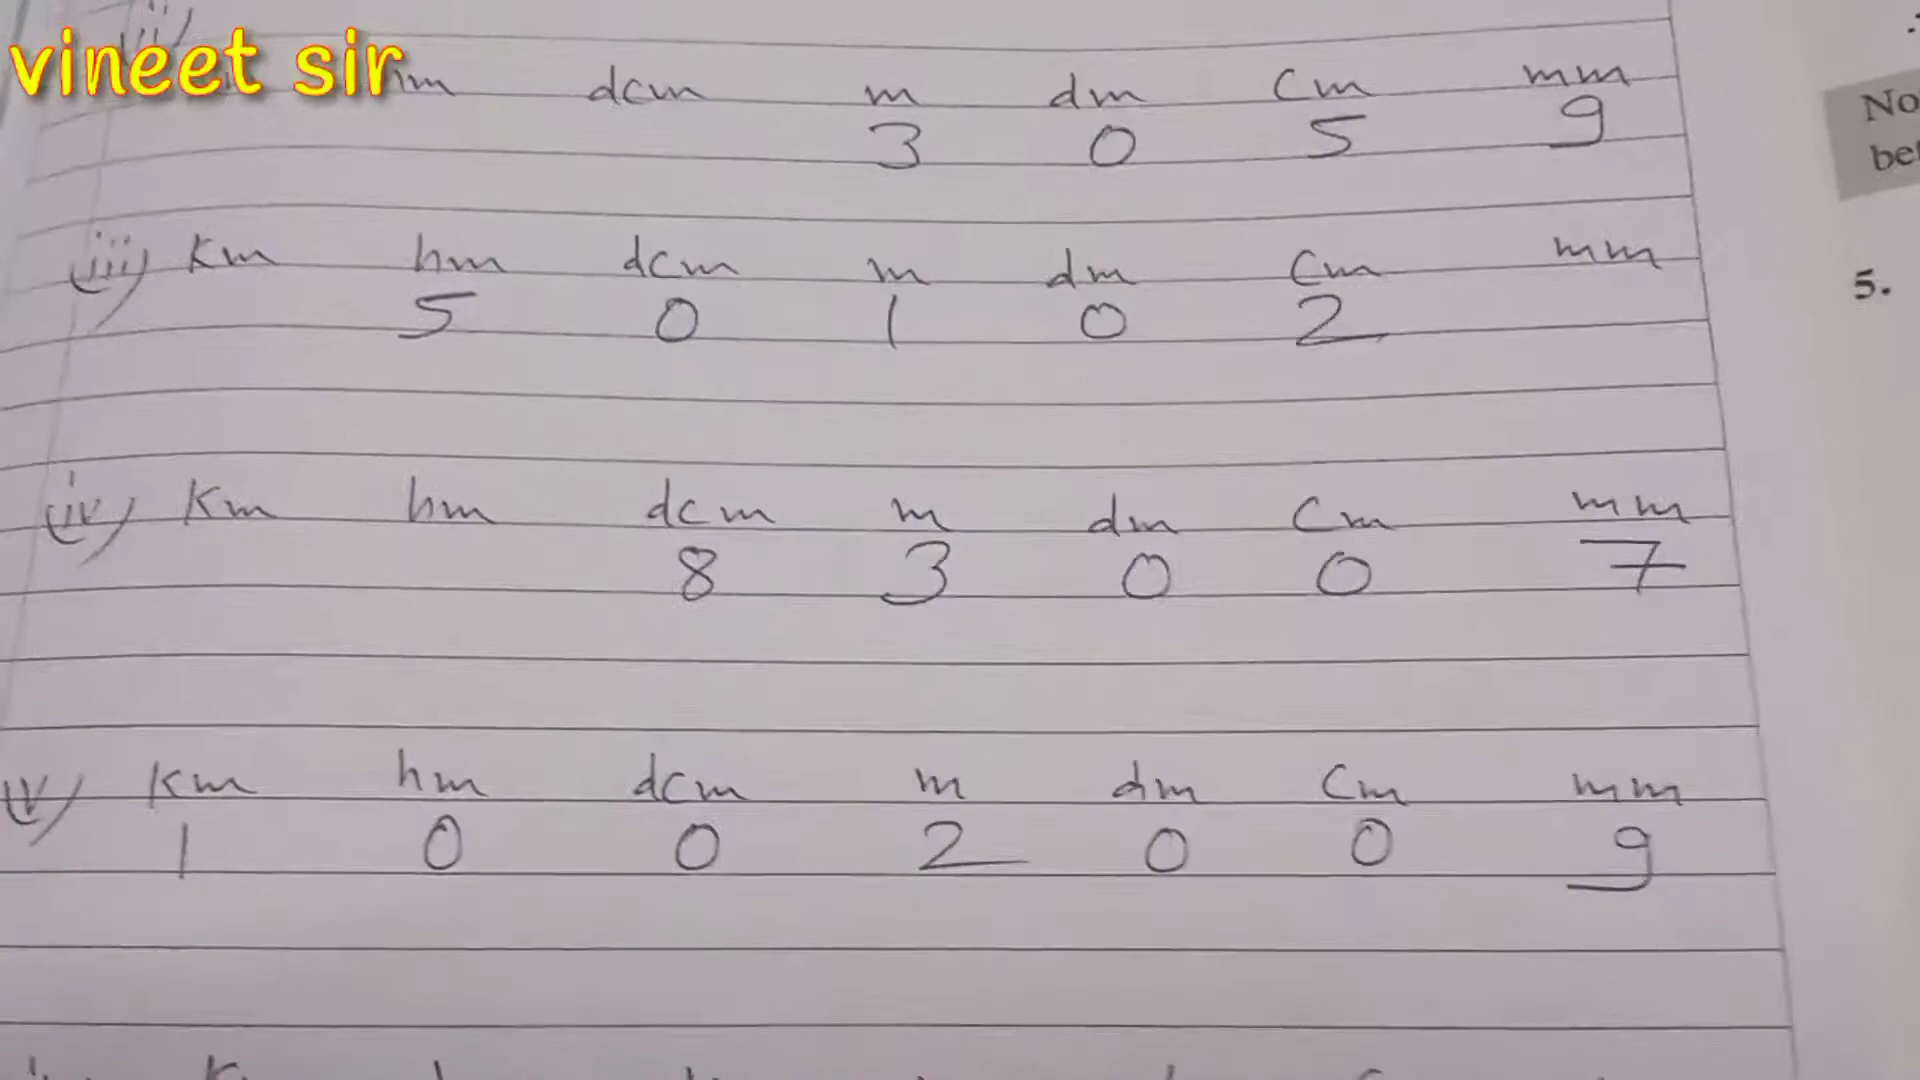 vineet sir
hm dcm m dm cm mm
3 0 5 9
iii) Km hm dcm m dm cm mm
5 0 1 0 2
iv) Km hm dcm m dm cm mm
8 3 0 0 7
v) Km hm dcm m dm cm mm
1 0 0 2 0 0 9
No
be
5.